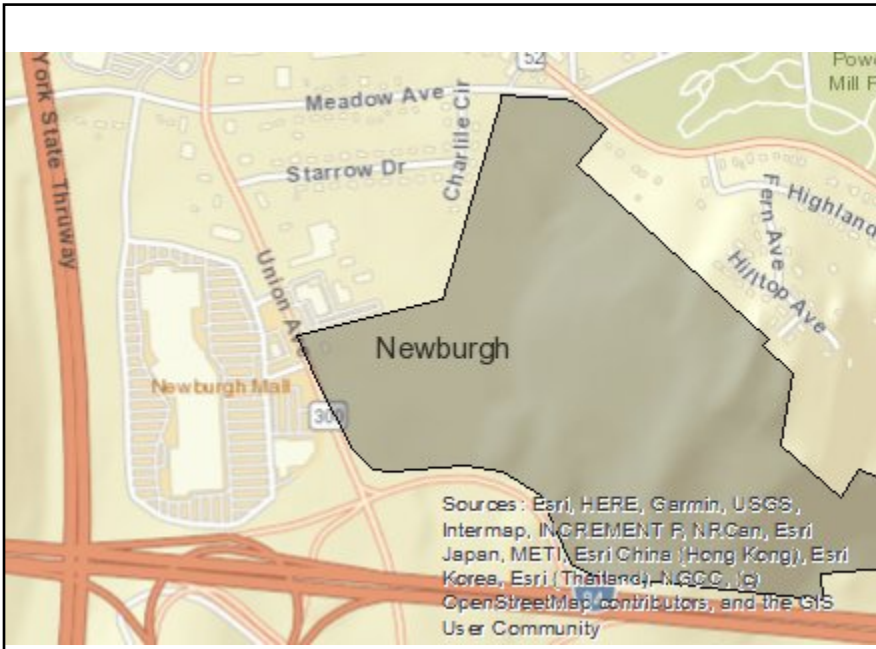 52
Powe
Mill F
York State Thruway
Meadow Ave
Charlile Cir
Starrow Dr
Fern Ave
Highland
Hilltop Ave
Union Ave
Newburgh
Newburgh Mall
300
84
Sources: Esri, HERE, Garmin, USGS,
Intermap, INCREMENT P, NRCan, Esri
Japan, METI, Esri China (Hong Kong), Esri
Korea, Esri (Thailand), NGCC, (c)
OpenStreetMap contributors, and the GIS
User Community